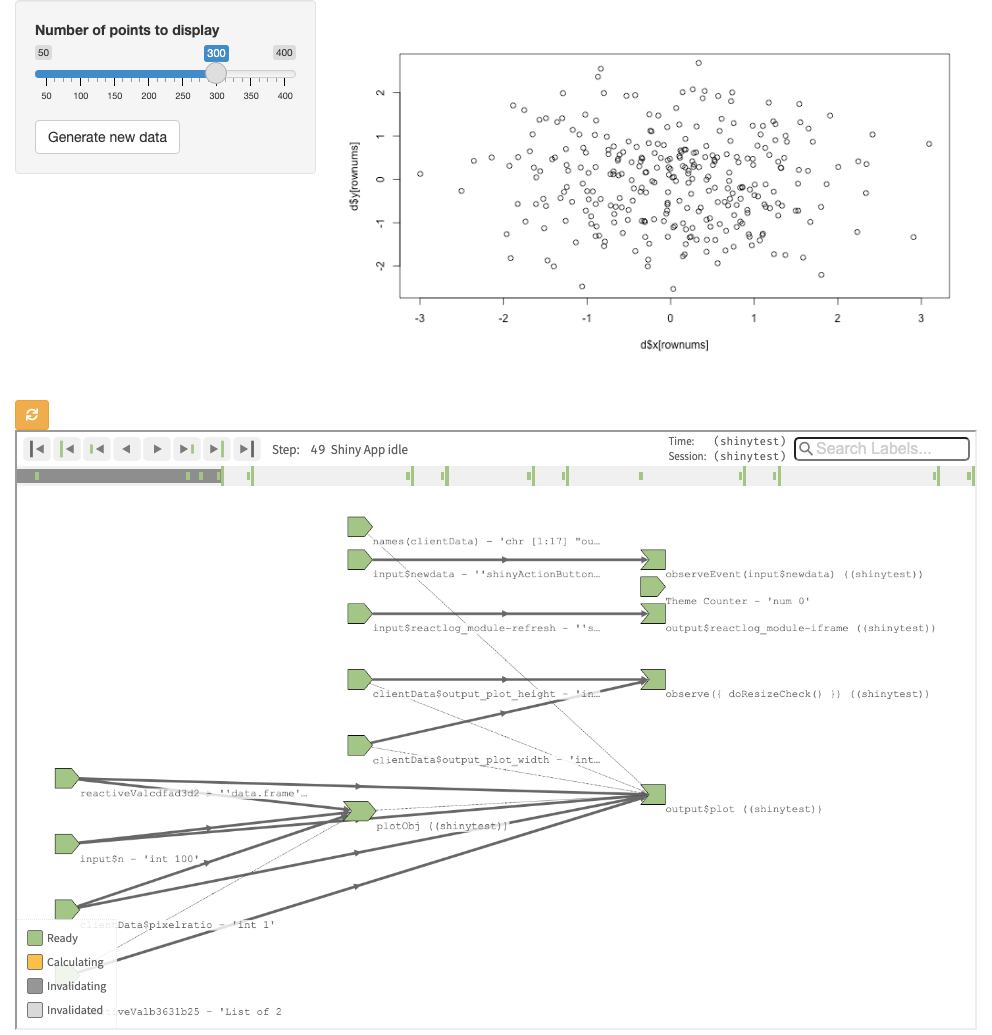 Number of points to display
50 300 400
50 100 150 200 250 300 350 400
Generate new data
d$y[rownums]
2
1
0
-1
-2
-3 -2 -1 0 1 2 3
d$x[rownums]
Step: 49 Shiny App idle
Time: (shinytest)
Session: (shinytest)
Search Labels...
names(clientData) - 'chr [1:17] "ou…
input$newdata - ''shinyActionButton…
observeEvent(input$newdata) ((shinytest))
Theme Counter - 'num 0'
input$reactlog_module-refresh - ''s…
output$reactlog_module-iframe ((shinytest))
clientData$output_plot_height - 'in…
observe({ doResizeCheck() }) ((shinytest))
clientData$output_plot_width - 'int…
reactiveValcdfad3d2 - ''data.frame'…
output$plot ((shinytest))
plotObj ((shinytest))
input$n - 'int 100'
clientData$pixelratio - 'int 1'
Ready
Calculating
Invalidating
Invalidated
tiveValb3631b25 - 'List of 2